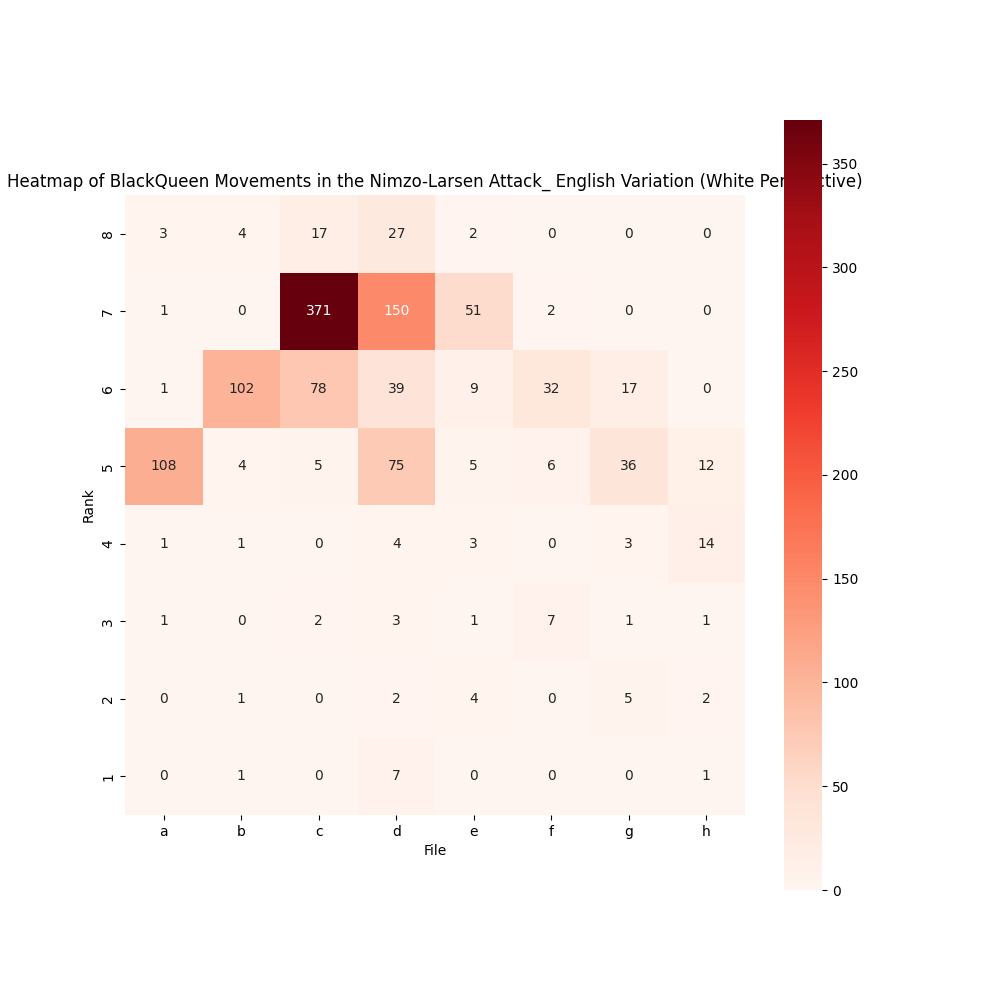 Heatmap of BlackQueen Movements in the Nimzo-Larsen Attack_ English Variation (White Perspective)
8 3 4 17 27 2 0 0 0
7 1 0 371 150 51 2 0 0
6 1 102 78 39 9 32 17 0
5 108 4 5 75 5 6 36 12
4 1 1 0 4 3 0 3 14
3 1 0 2 3 1 7 1 1
2 0 1 0 2 4 0 5 2
1 0 1 0 7 0 0 0 1
a b c d e f g h
File
Rank
350
300
250
200
150
100
50
0